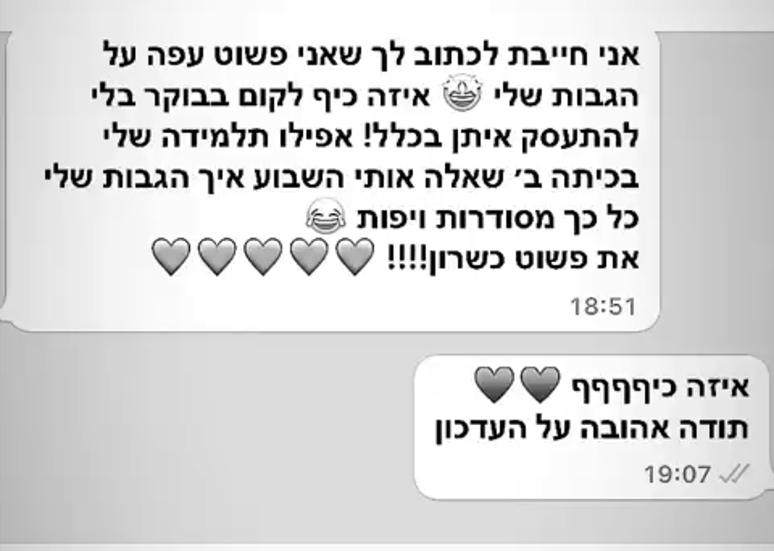 אני חייבת לכתוב לך שאני פשוט עפה על
הגבות שלי 🤩 איזה כיף לקום בבוקר בלי
להתעסק איתן בכלל! אפילו תלמידה שלי
בכיתה ב׳ שאלה אותי השבוע איך הגבות שלי
כל כך מסודרות ויפות 😂
את פשוט כשרון!!!! 🩶🩶🩶🩶🩶
18:51
איזה כיףףףף 🖤🖤
תודה אהובה על העדכון
19:07